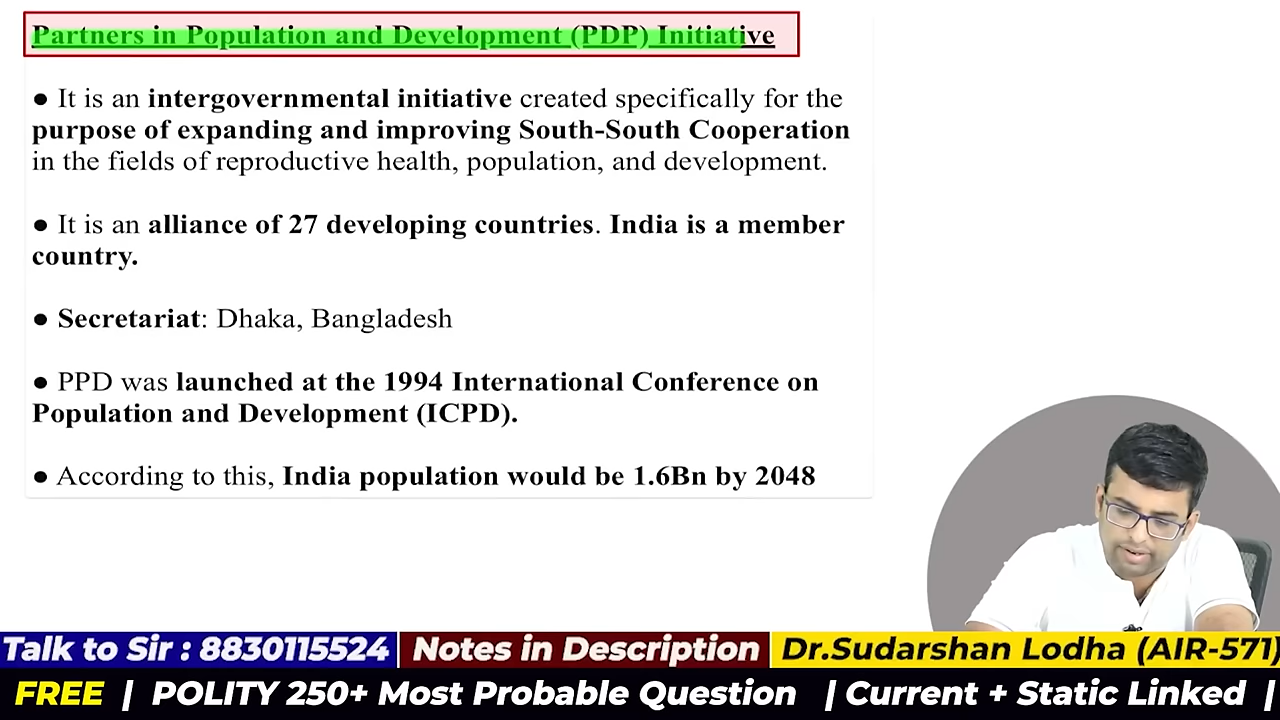 Partners in Population and Development (PDP) Initiative
● It is an intergovernmental initiative created specifically for the
purpose of expanding and improving South-South Cooperation
in the fields of reproductive health, population, and development.
● It is an alliance of 27 developing countries. India is a member
country.
● Secretariat: Dhaka, Bangladesh
● PPD was launched at the 1994 International Conference on
Population and Development (ICPD).
● According to this, India population would be 1.6Bn by 2048
Talk to Sir : 8830115524 Notes in Description Dr.Sudarshan Lodha (AIR-571)
FREE | POLITY 250+ Most Probable Question | Current + Static Linked |